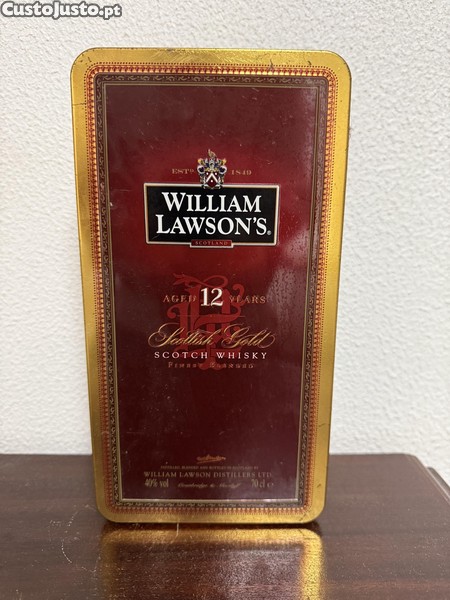 CustoJusto.pt
ESTD. 1849
WILLIAM
LAWSON'S®
SCOTLAND
AGED 12 YEARS
Scottish Gold
SCOTCH WHISKY
WILLIAM LAWSON DISTILLERS LTD.
40% vol
70 cl e